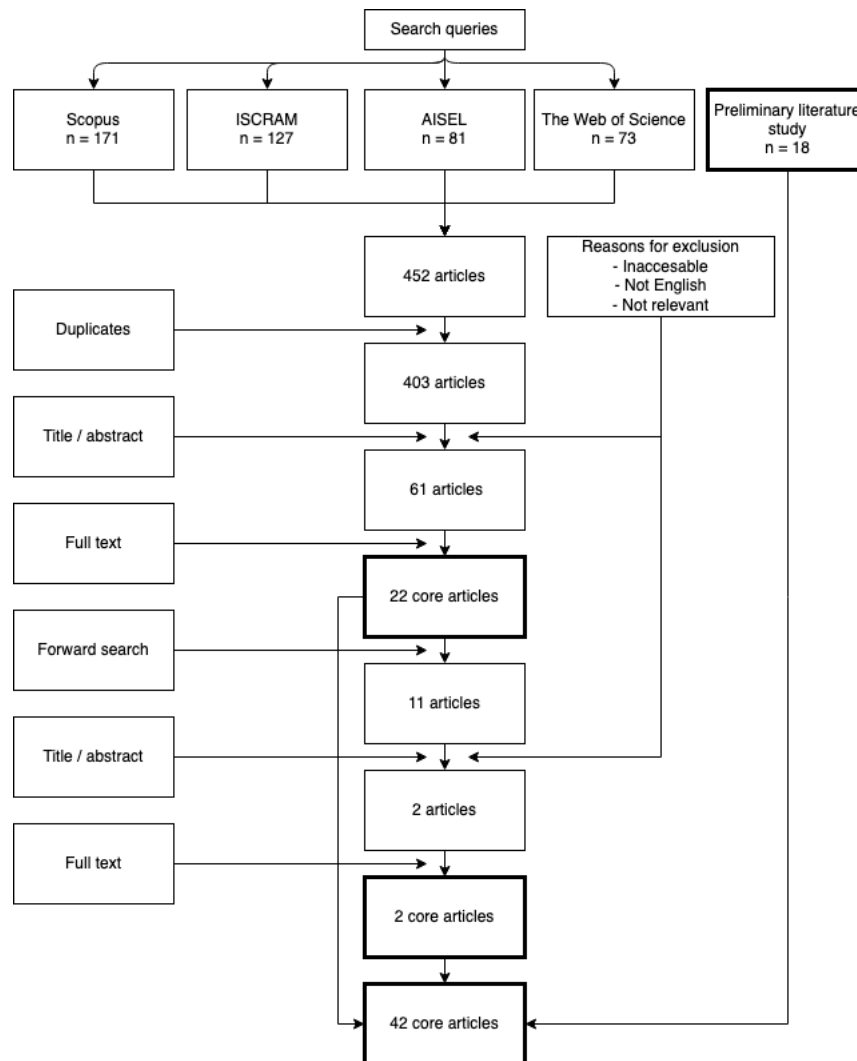 Search queries
Scopus
n = 171
ISCRAM
n = 127
AISEL
n = 81
The Web of Science
n = 73
Preliminary literature
study
n = 18
452 articles
Reasons for exclusion
- Inaccesable
- Not English
- Not relevant
Duplicates
403 articles
Title / abstract
61 articles
Full text
22 core articles
Forward search
11 articles
Title / abstract
2 articles
Full text
2 core articles
42 core articles